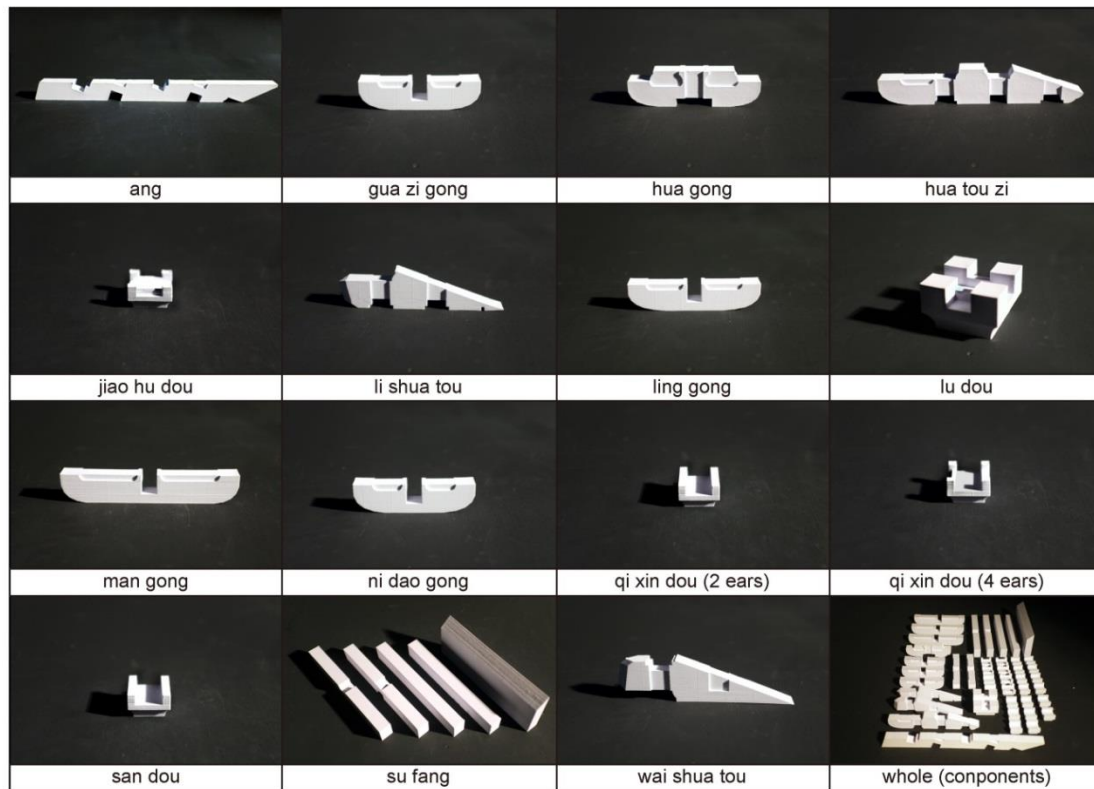 ang
gua zi gong
hua gong
hua tou zi
jiao hu dou
li shua tou
ling gong
lu dou
man gong
ni dao gong
qi xin dou (2 ears)
qi xin dou (4 ears)
san dou
su fang
wai shua tou
whole (conponents)